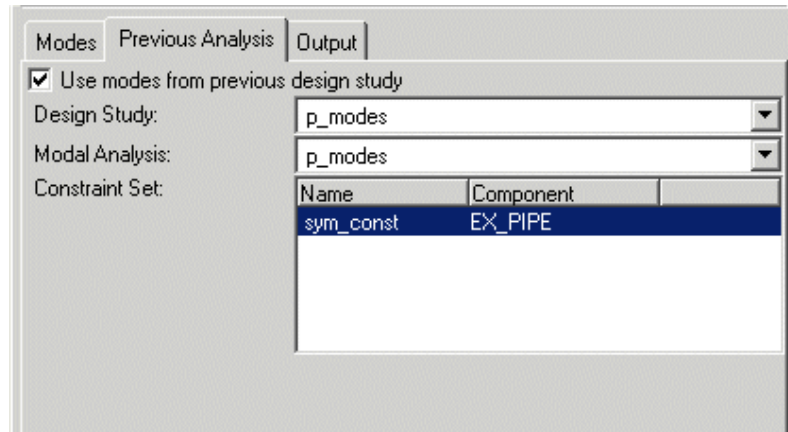 Modes Previous Analysis Output
Use modes from previous design study
Design Study: p_modes
Modal Analysis: p_modes
Constraint Set: Name Component
sym_const EX_PIPE